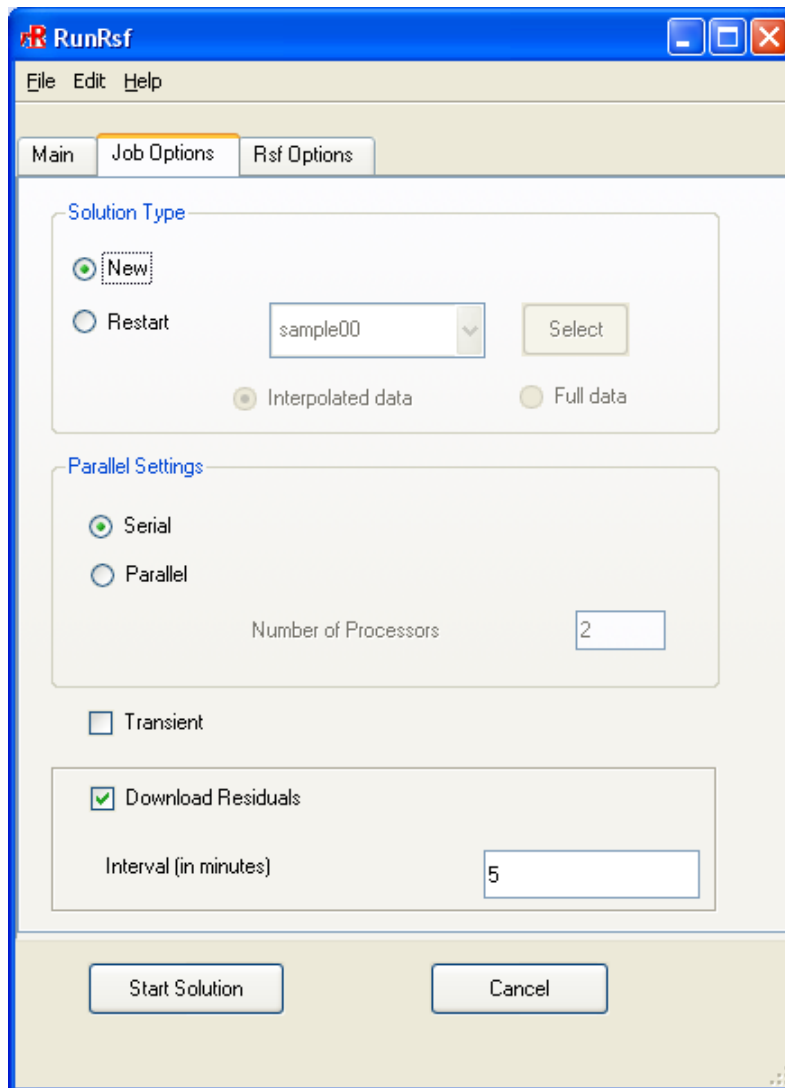 RunRsf
File Edit Help
Main Job Options Rsf Options
Solution Type
New
Restart sample00 Select
Interpolated data Full data
Parallel Settings
Serial
Parallel
Number of Processors 2
Transient
Download Residuals
Interval (in minutes) 5
Start Solution Cancel